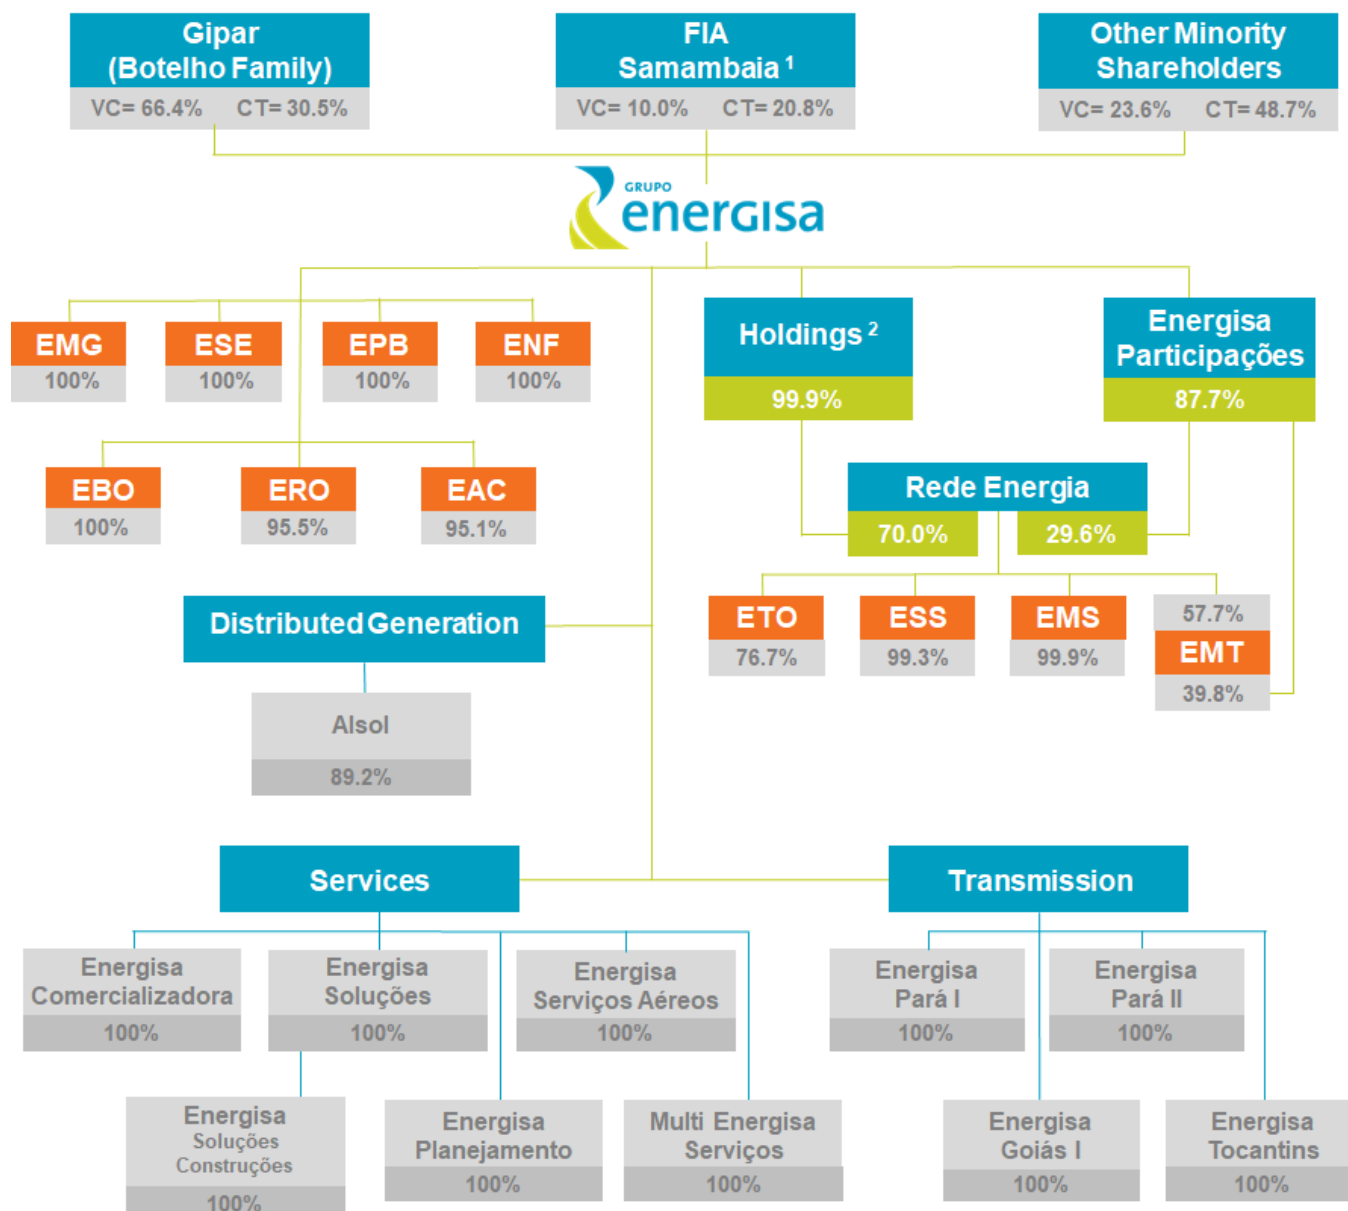 Gipar
(Botelho Family)
VC= 66.4% CT= 30.5%
FIA
Samambaia 1
VC= 10.0% CT= 20.8%
Other Minority
Shareholders
VC= 23.6% CT= 48.7%
GRUPO
energisa
EMG
100%
ESE
100%
EPB
100%
ENF
100%
EBO
100%
ERO
95.5%
EAC
95.1%
Holdings 2
99.9%
Energisa
Participações
87.7%
Rede Energia
70.0%
29.6%
ETO
76.7%
ESS
99.3%
EMS
99.9%
57.7%
EMT
39.8%
Distributed Generation
Alsol
89.2%
Services
Energisa
Comercializadora
100%
Energisa
Soluções
100%
Energisa
Serviços Aéreos
100%
Energisa
Soluções
Construções
100%
Energisa
Planejamento
100%
Multi Energisa
Serviços
100%
Transmission
Energisa
Pará I
100%
Energisa
Pará II
100%
Energisa
Goiás I
100%
Energisa
Tocantins
100%